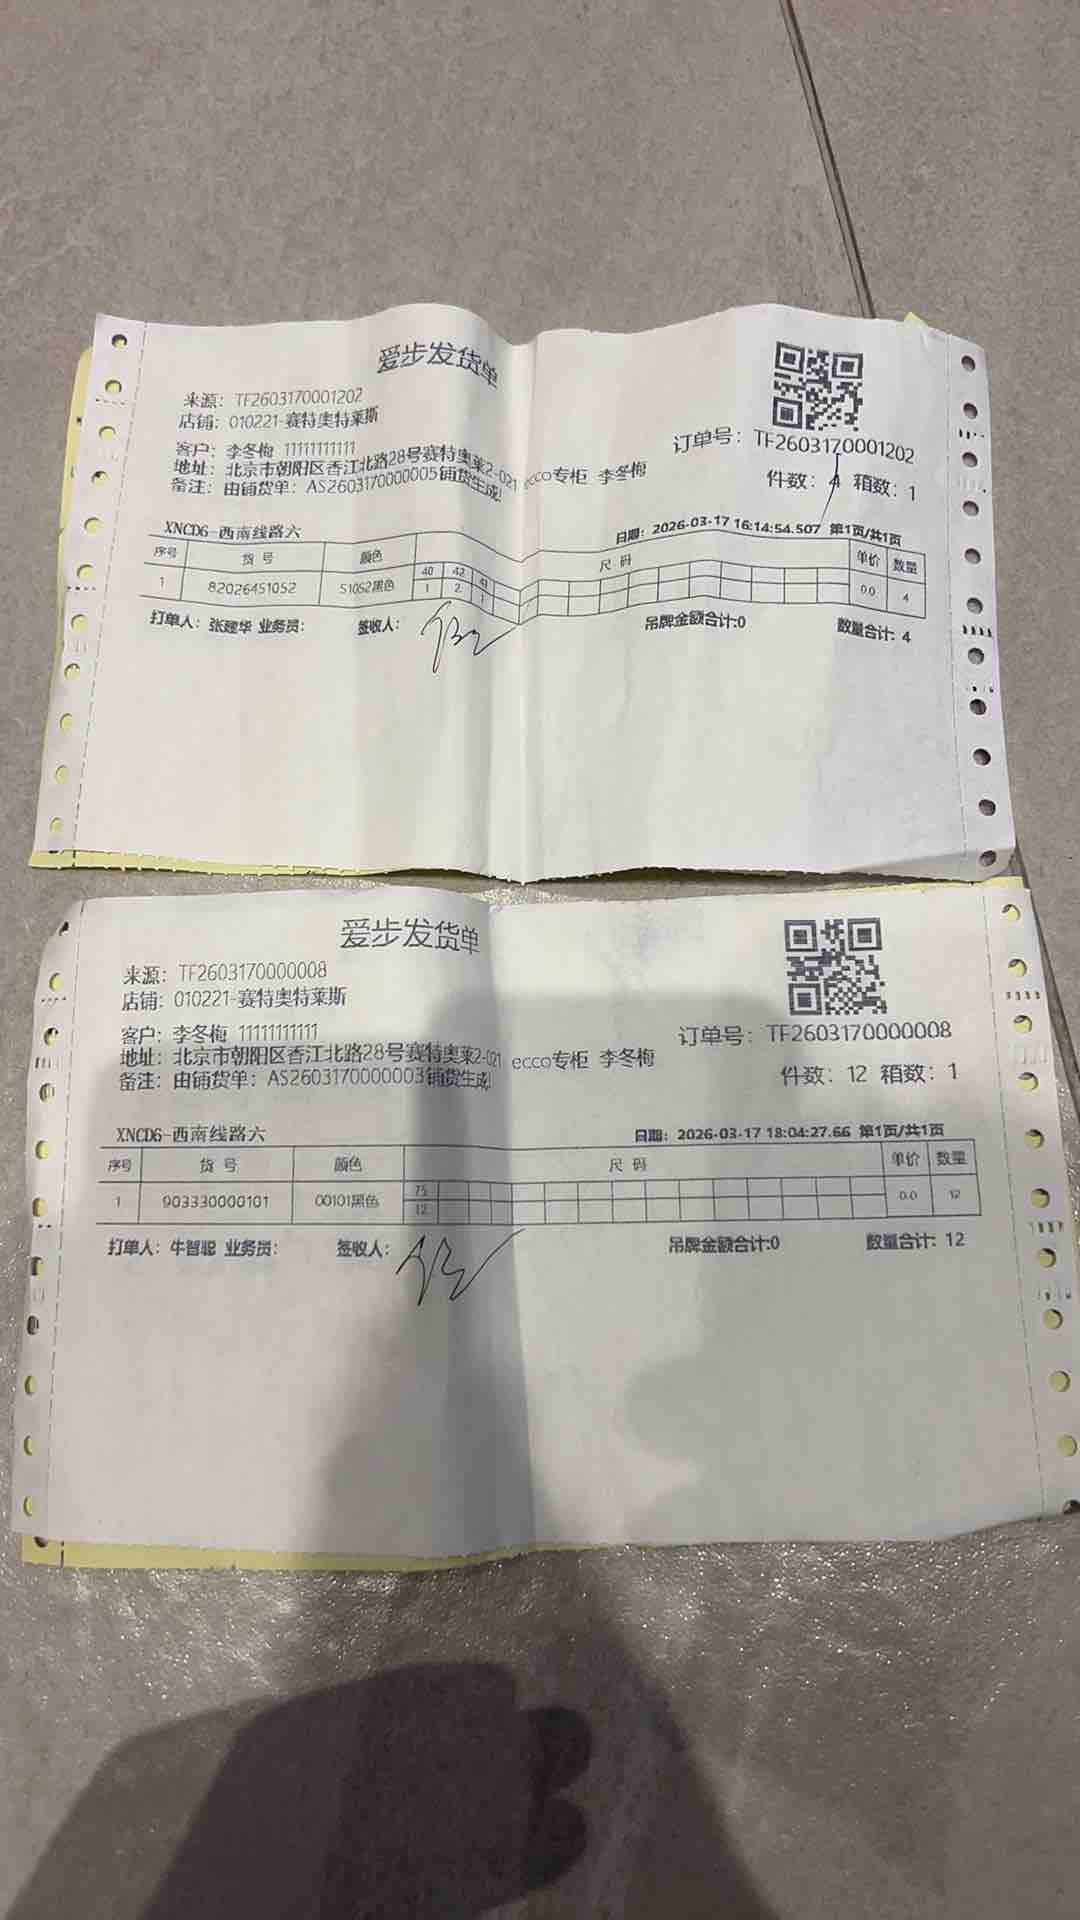 爱步发货单
来源：TF2603170001202
店铺：010221-赛特奥特莱斯
客户：李冬梅 11111111111
地址：北京市朝阳区香江北路28号赛特奥莱2-021 ecco专柜 李冬梅
备注：由铺货单：AS2603170000005铺货生成!
订单号：TF2603170001202
件数：4 箱数：1
XNCD6-西南线路六 日期：2026-03-17 16:14:54.507 第1页/共1页
序号 货号 颜色 尺码 单价 数量
40 42 41
1 82026451052 51052黑色 1 2 1 0.0 4
打单人：张建华 业务员： 签收人： 吊牌金额合计:0 数量合计: 4
爱步发货单
来源：TF2603170000008
店铺：010221-赛特奥特莱斯
客户：李冬梅 11111111111
地址：北京市朝阳区香江北路28号赛特奥莱2-021 ecco专柜 李冬梅
备注：由铺货单：AS2603170000003铺货生成!
订单号：TF2603170000008
件数：12 箱数：1
XNCD6-西南线路六 日期：2026-03-17 18:04:27.66 第1页/共1页
序号 货号 颜色 尺码 单价 数量
75
1 903330000101 00101黑色 12 0.0 12
打单人：牛智聪 业务员： 签收人： 吊牌金额合计:0 数量合计: 12